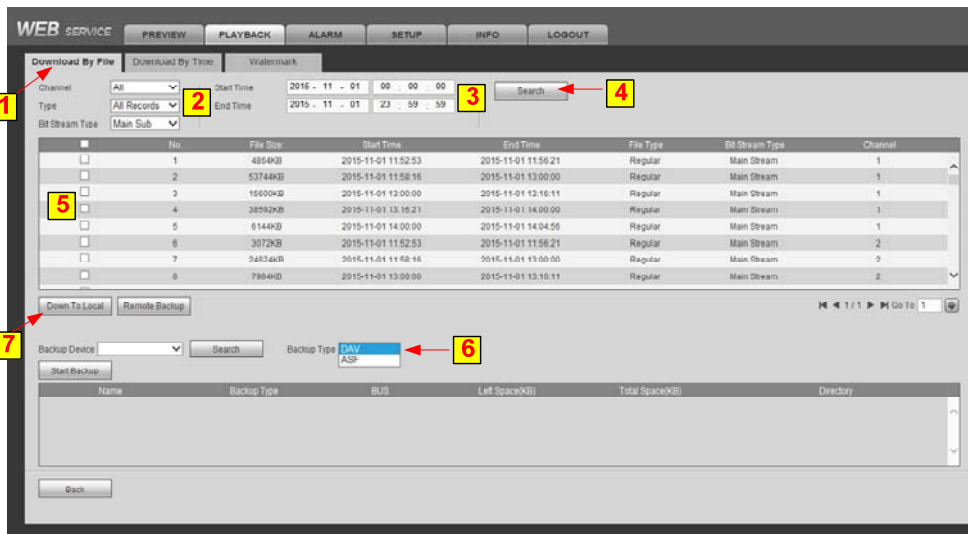 WEB SERVICE PREVIEW PLAYBACK ALARM SETUP INFO LOGOUT
Download By File Download By Time Watermark
1
Channel All Start Time 2015 - 11 - 01 00 : 00 : 00 Search 4
Type All Records 2 End Time 2015 - 11 - 01 23 : 59 : 59 3
Bit Stream Type Main Sub
No File Size Start Time End Time File Type Bit Stream Type Channel
1 4864KB 2015-11-01 11:52:53 2015-11-01 11:56:21 Regular Main Stream 1
2 53744KB 2015-11-01 11:58:16 2015-11-01 13:00:00 Regular Main Stream 1
3 15600KB 2015-11-01 13:00:00 2015-11-01 13:16:11 Regular Main Stream 1
5
4 38592KB 2015-11-01 13:16:21 2015-11-01 14:00:00 Regular Main Stream 1
5 6144KB 2015-11-01 14:00:00 2015-11-01 14:04:56 Regular Main Stream 1
6 3072KB 2015-11-01 11:52:53 2015-11-01 11:56:21 Regular Main Stream 2
7 24624KB 2015-11-01 11:58:16 2015-11-01 13:00:00 Regular Main Stream 2
8 7984KB 2015-11-01 13:00:00 2015-11-01 13:16:11 Regular Main Stream 2
Down To Local Remote Backup 1 / 1 Go To 1
7
Backup Device Search Backup Type DAV 6
ASF
Start Backup
Name Backup Type BUS Left Space(KB) Total Space(KB) Directory
Back